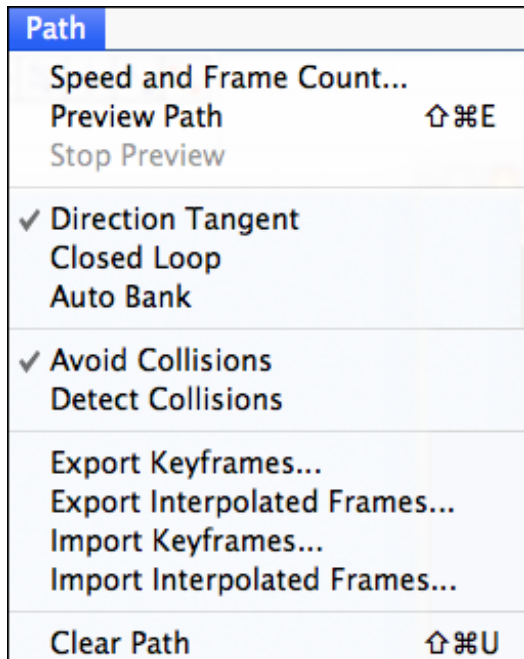 Path
Speed and Frame Count...
Preview Path ⇧⌘E
Stop Preview
✓ Direction Tangent
Closed Loop
Auto Bank
✓ Avoid Collisions
Detect Collisions
Export Keyframes...
Export Interpolated Frames...
Import Keyframes...
Import Interpolated Frames...
Clear Path ⇧⌘U